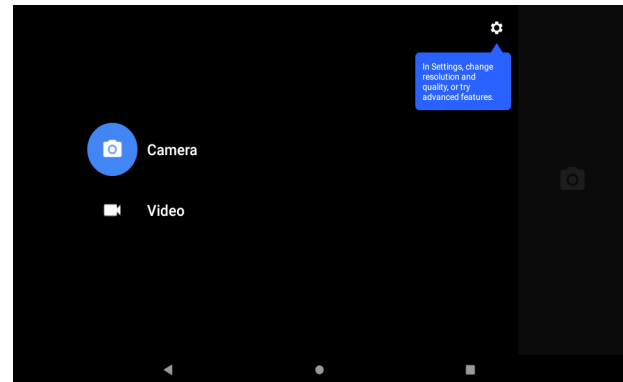 In Settings, change
resolution and
quality, or try
advanced features.
Camera
Video